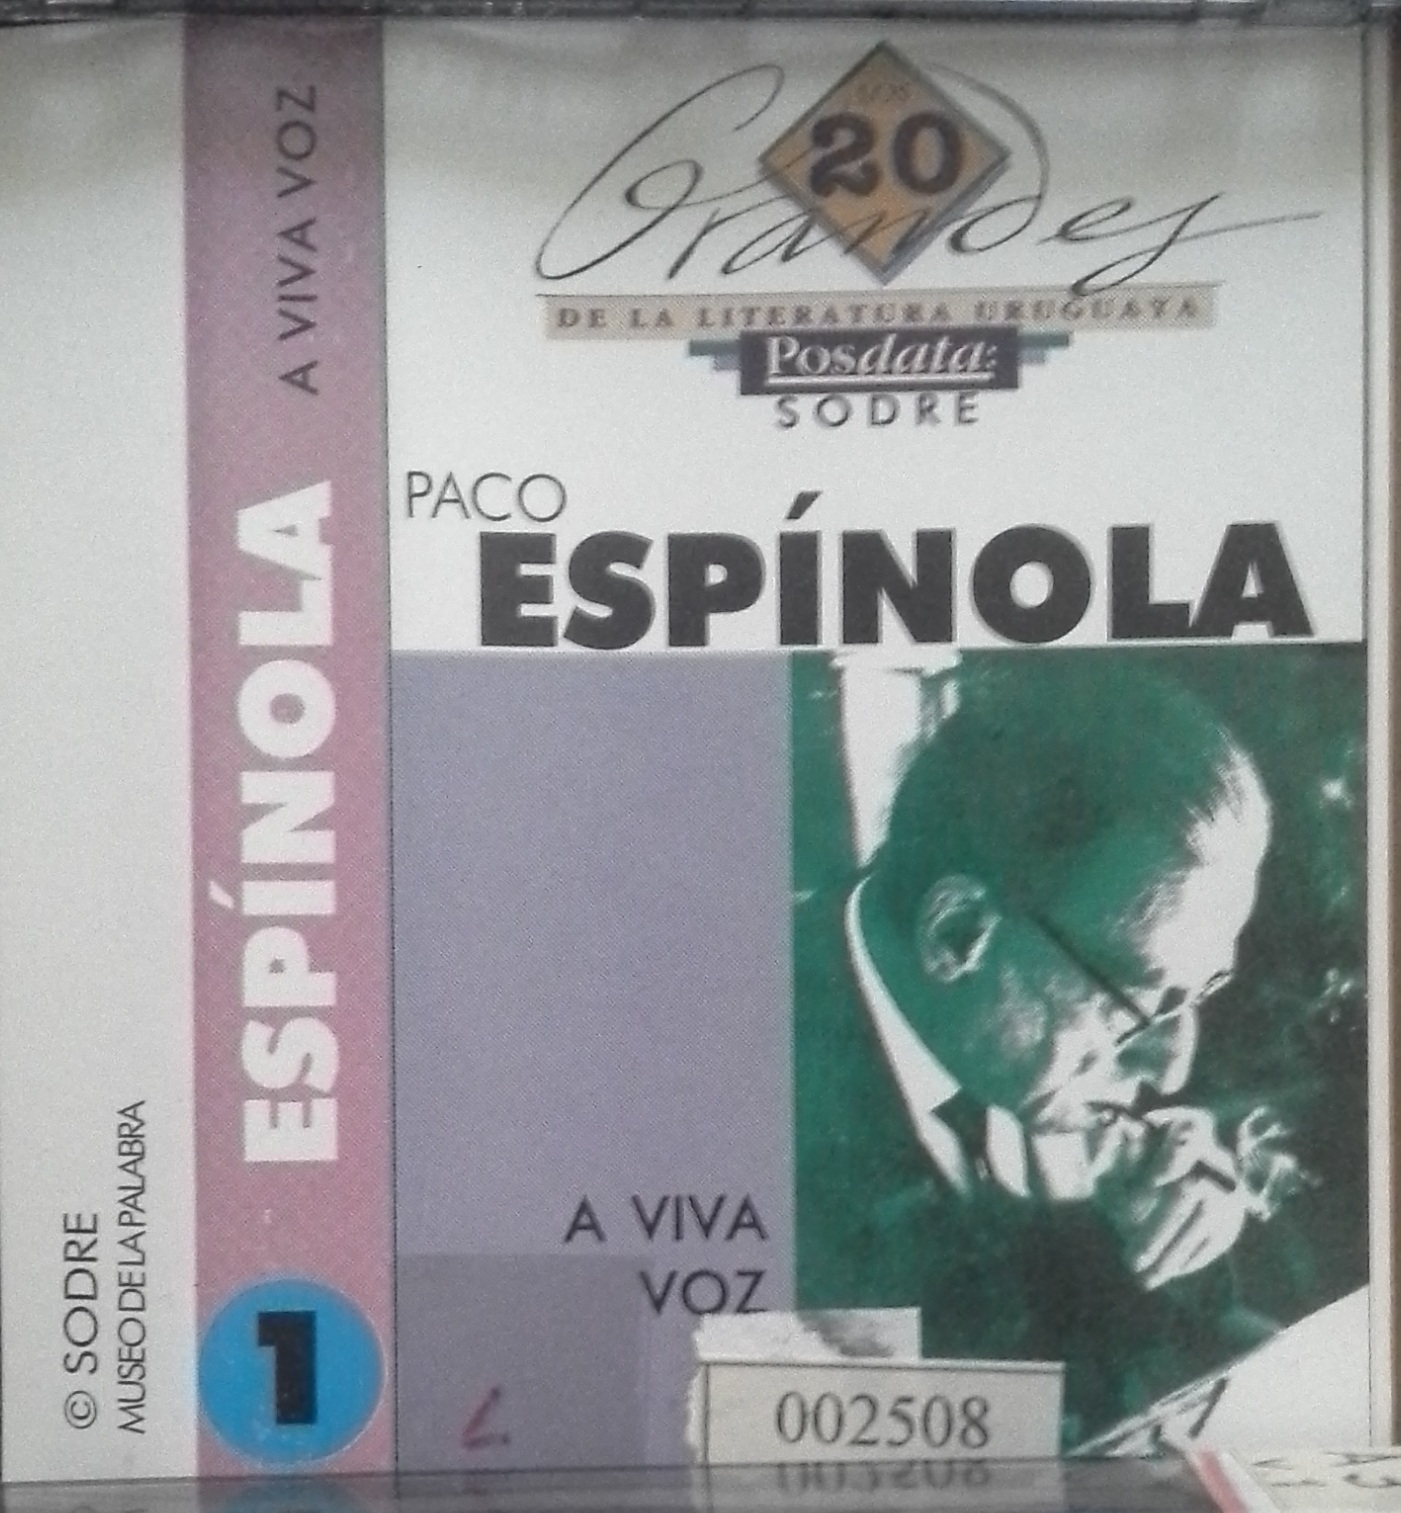 © SODRE
MUSEO DE LA PALABRA
ESPÍNOLA A VIVA VOZ
1
LOS
20
Grandes
DE LA LITERATURA URUGUAYA
Posdata:
SODRE
PACO
ESPÍNOLA
A VIVA
VOZ
002508